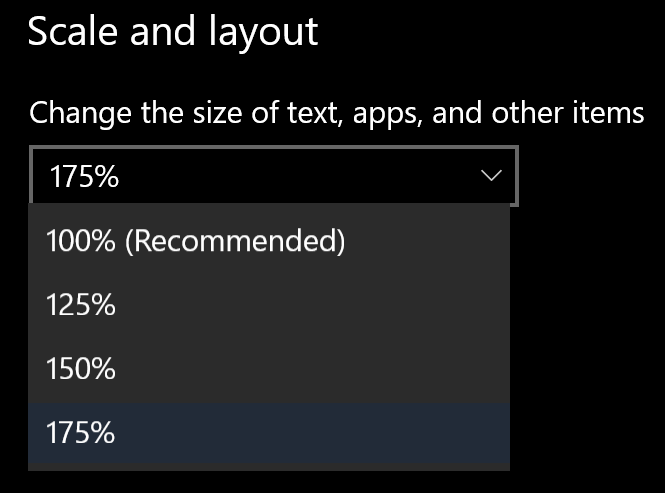 Scale and layout
Change the size of text, apps, and other items
175%
100% (Recommended)
125%
150%
175%